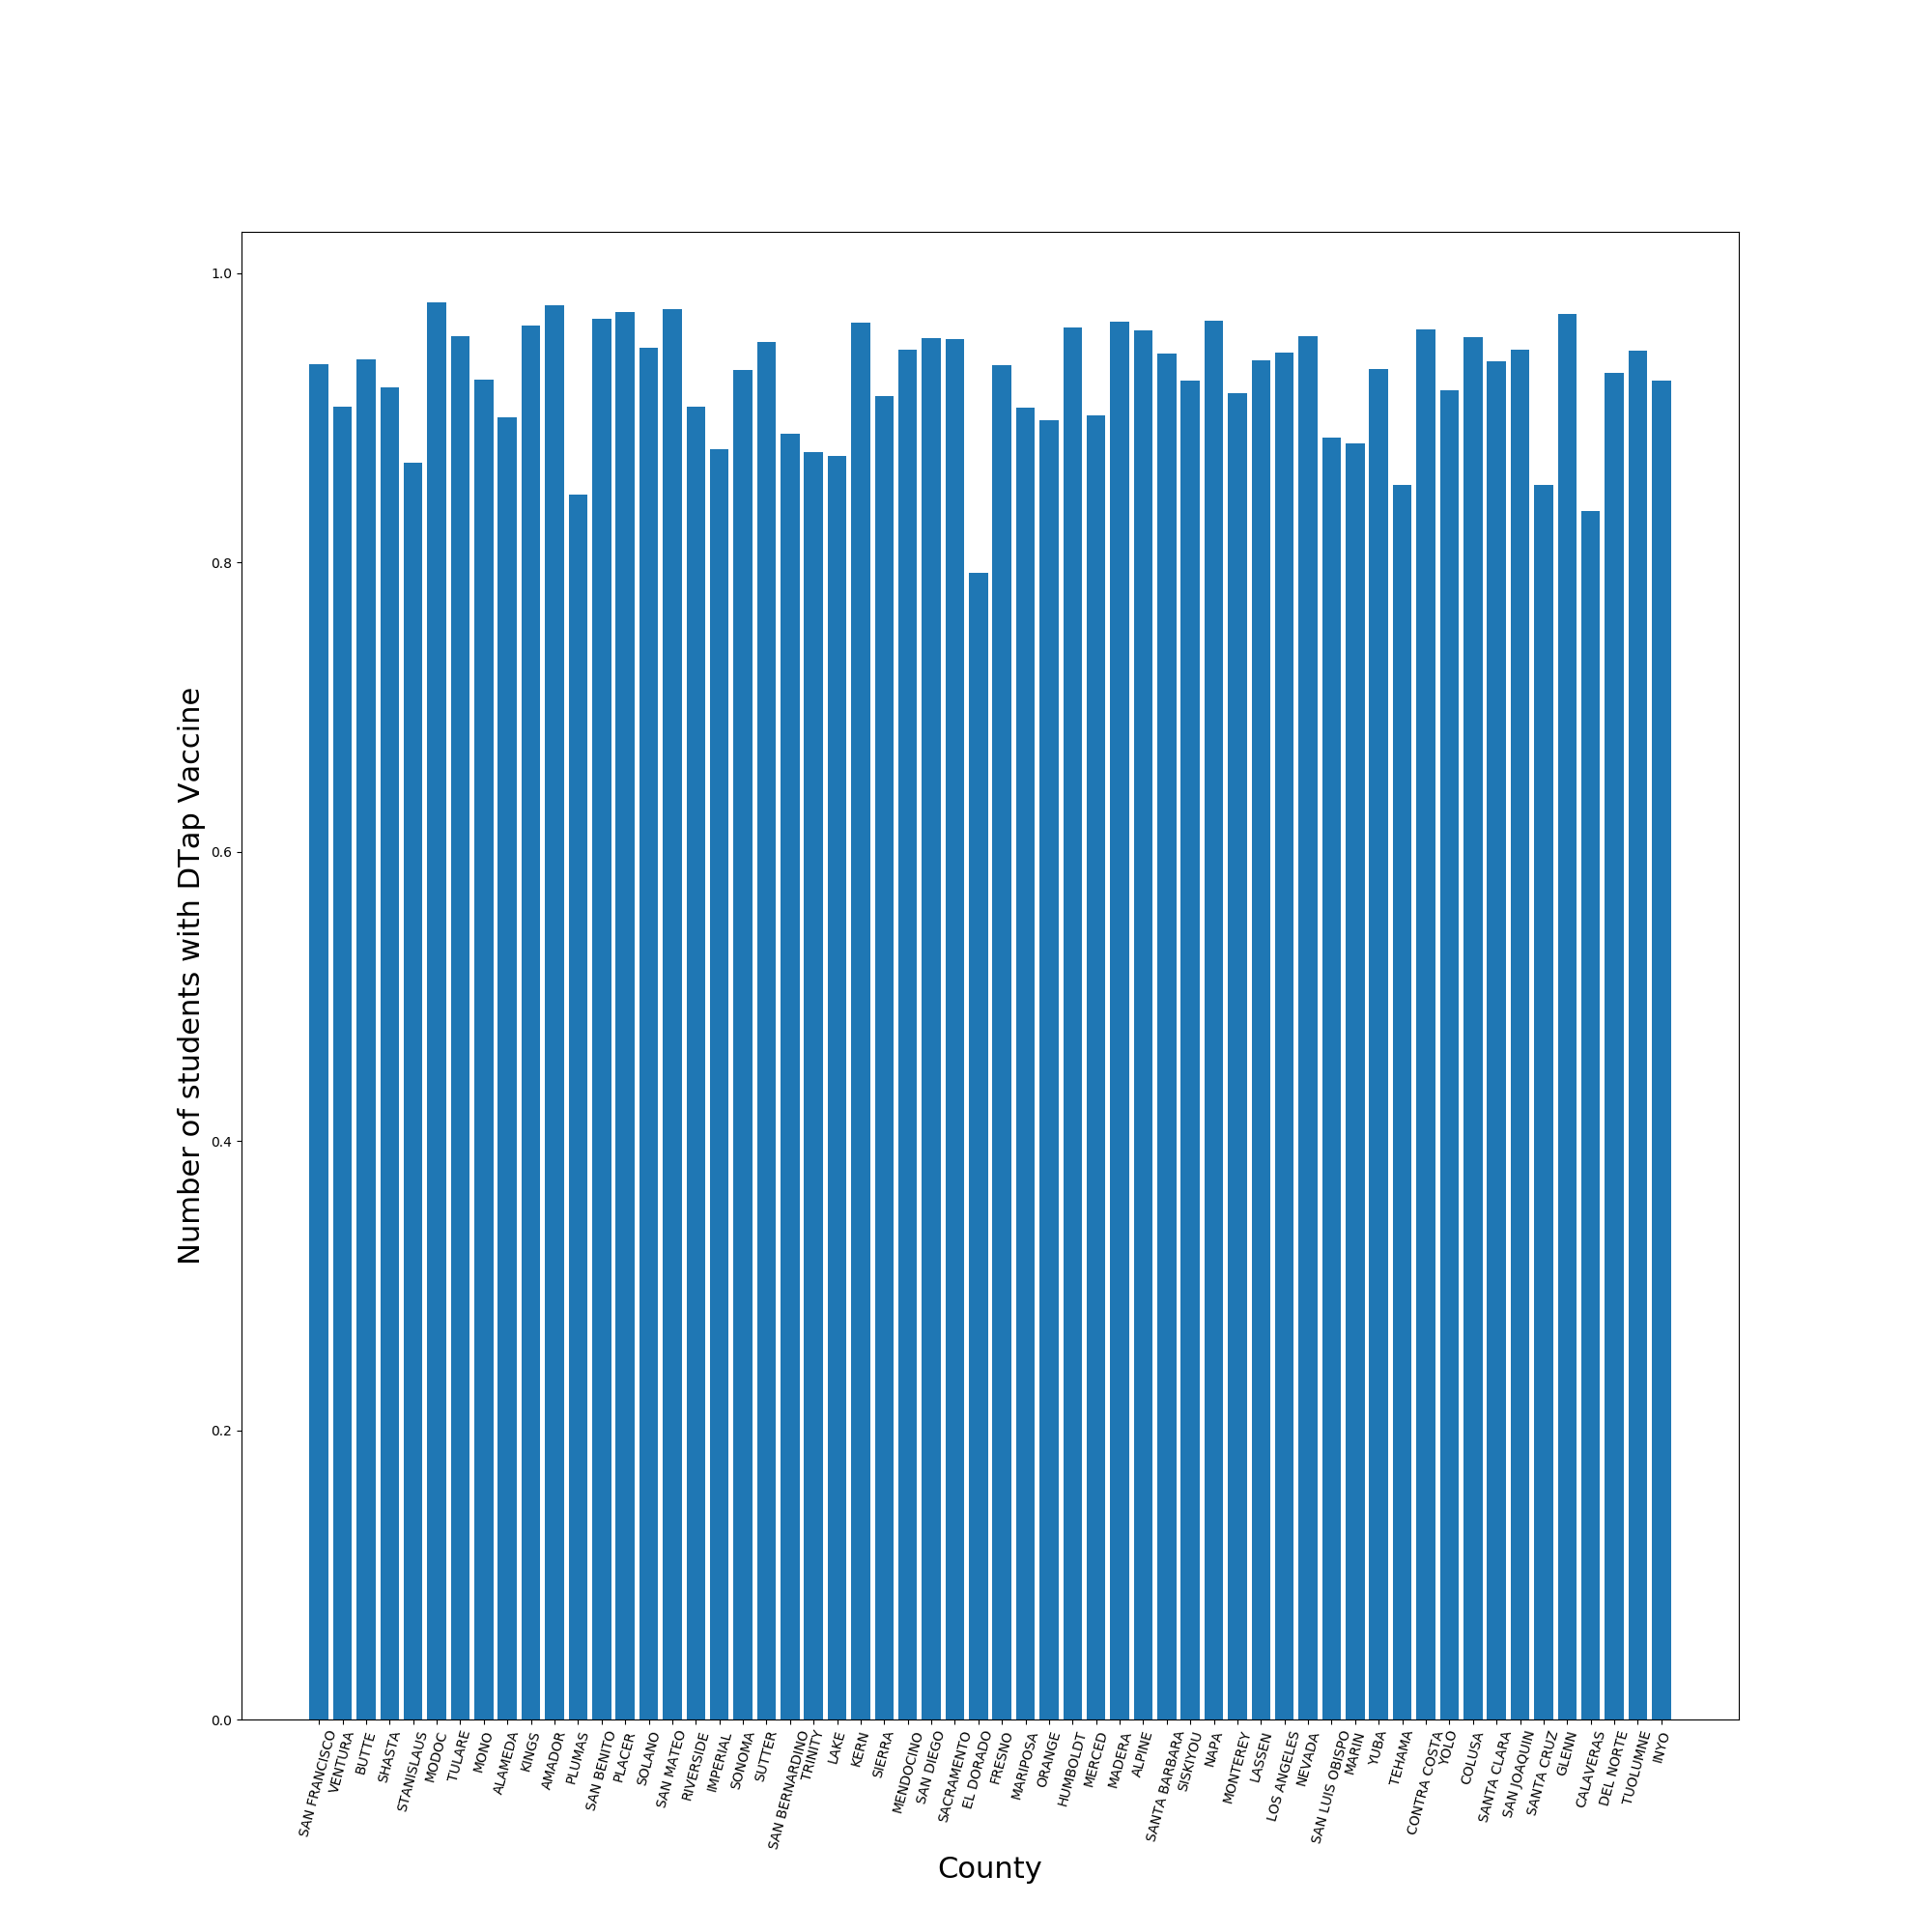 Number of students with DTap Vaccine
1.0
0.8
0.6
0.4
0.2
0.0
SAN FRANCISCO
VENTURA
BUTTE
SHASTA
STANISLAUS
MODOC
TULARE
MONO
ALAMEDA
KINGS
AMADOR
PLUMAS
SAN BENITO
PLACER
SOLANO
SAN MATEO
RIVERSIDE
IMPERIAL
SONOMA
SUTTER
SAN BERNARDINO
TRINITY
LAKE
KERN
SIERRA
MENDOCINO
SAN DIEGO
SACRAMENTO
EL DORADO
FRESNO
MARIPOSA
ORANGE
HUMBOLDT
MERCED
MADERA
ALPINE
SANTA BARBARA
SISKIYOU
NAPA
MONTEREY
LASSEN
LOS ANGELES
NEVADA
SAN LUIS OBISPO
MARIN
YUBA
TEHAMA
CONTRA COSTA
YOLO
COLUSA
SANTA CLARA
SAN JOAQUIN
SANTA CRUZ
GLENN
CALAVERAS
DEL NORTE
TUOLUMNE
INYO
County